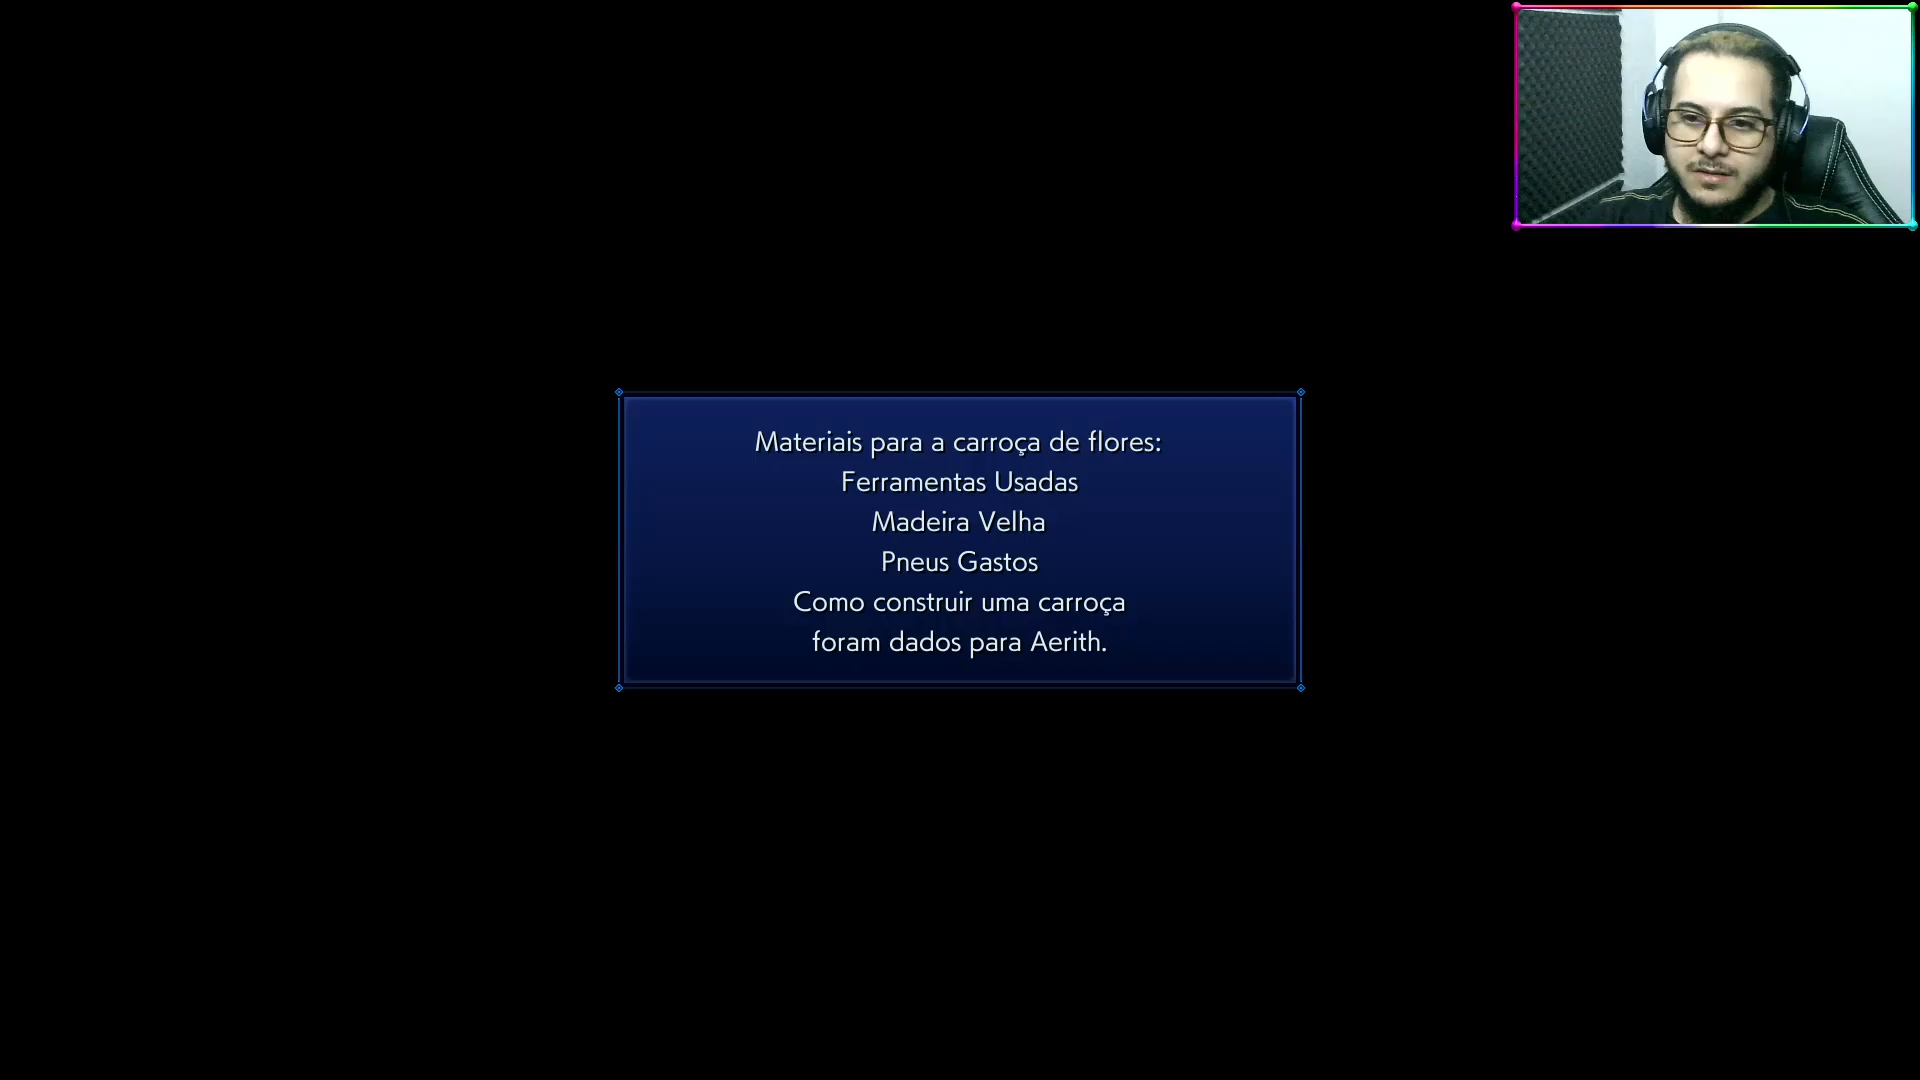 Materiais para a carroça de flores:
Ferramentas Usadas
Madeira Velha
Pneus Gastos
Como construir uma carroça
foram dados para Aerith.